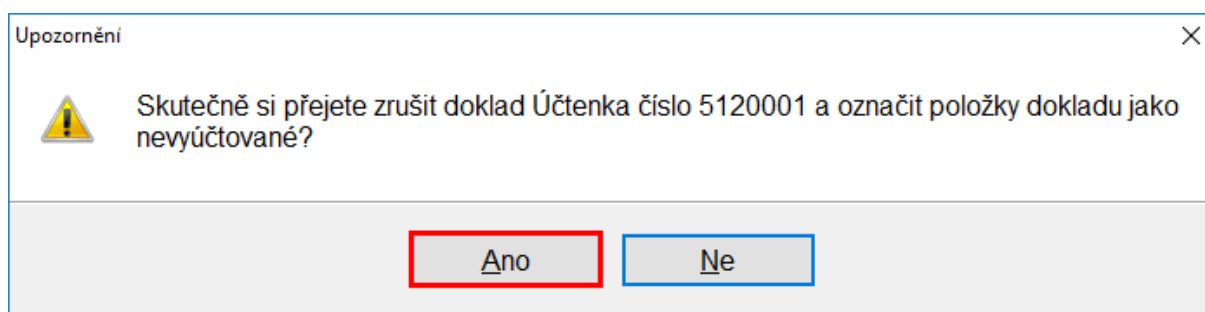 Upozornění
Skutečně si přejete zrušit doklad Účtenka číslo 5120001 a označit položky dokladu jako
nevyúčtované?
Ano
Ne